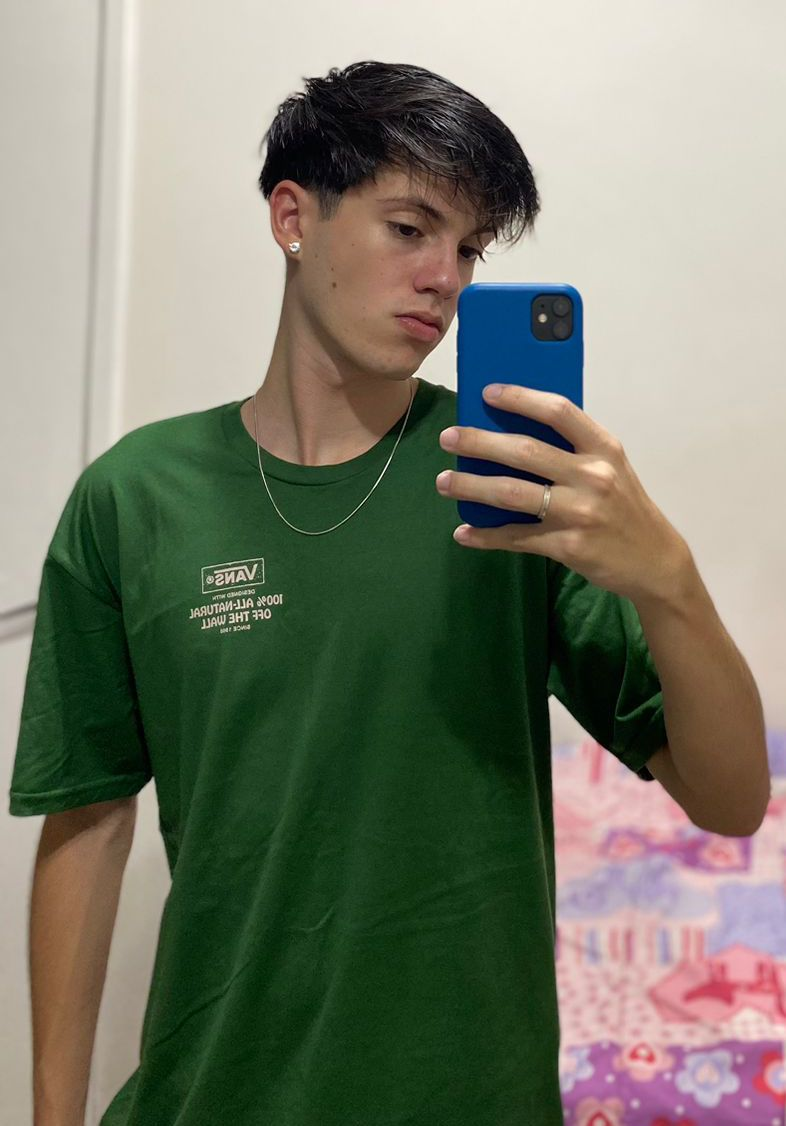 VANS®
DESIGNED WITH
100% ALL-NATURAL
OFF THE WALL
SINCE 1966